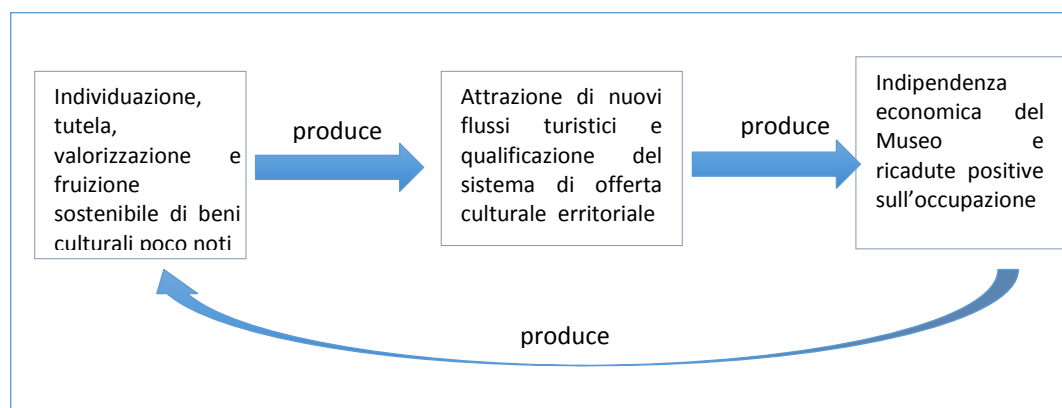 Individuazione,
tutela,
valorizzazione e
fruizione
sostenibile di beni
culturali poco noti
produce
Attrazione di nuovi
flussi turistici e
qualificazione del
sistema di offerta
culturale erritoriale
produce
Indipendenza
economica del
Museo e
ricadute positive
sull’occupazione
produce